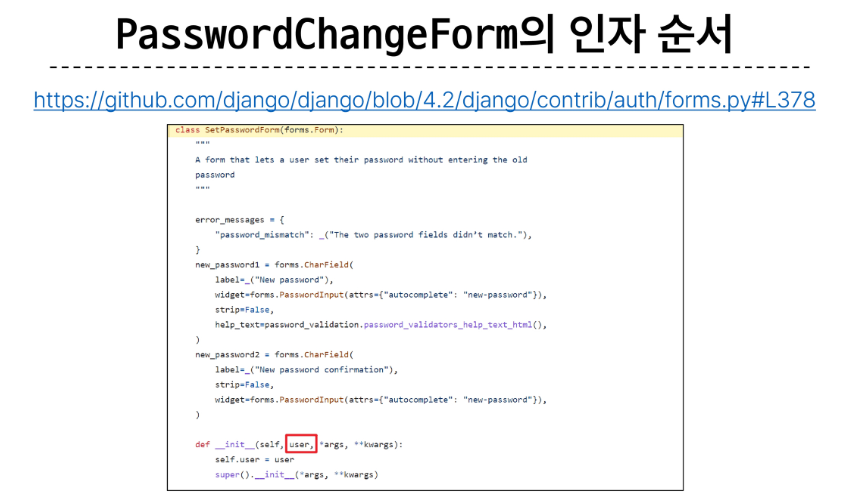 PasswordChangeForm의 인자 순서
https://github.com/django/django/blob/4.2/django/contrib/auth/forms.py#L378
class SetPasswordForm(forms.Form):
    """
    A form that lets a user set their password without entering the old
    password
    """
    error_messages = {
        "password_mismatch": _("The two password fields didn't match."),
    }
    new_password1 = forms.CharField(
        label=_("New password"),
        widget=forms.PasswordInput(attrs={"autocomplete": "new-password"}),
        strip=False,
        help_text=password_validation.password_validators_help_text_html(),
    )
    new_password2 = forms.CharField(
        label=_("New password confirmation"),
        strip=False,
        widget=forms.PasswordInput(attrs={"autocomplete": "new-password"}),
    )
    def __init__(self, user, *args, **kwargs):
        self.user = user
        super().__init__(*args, **kwargs)